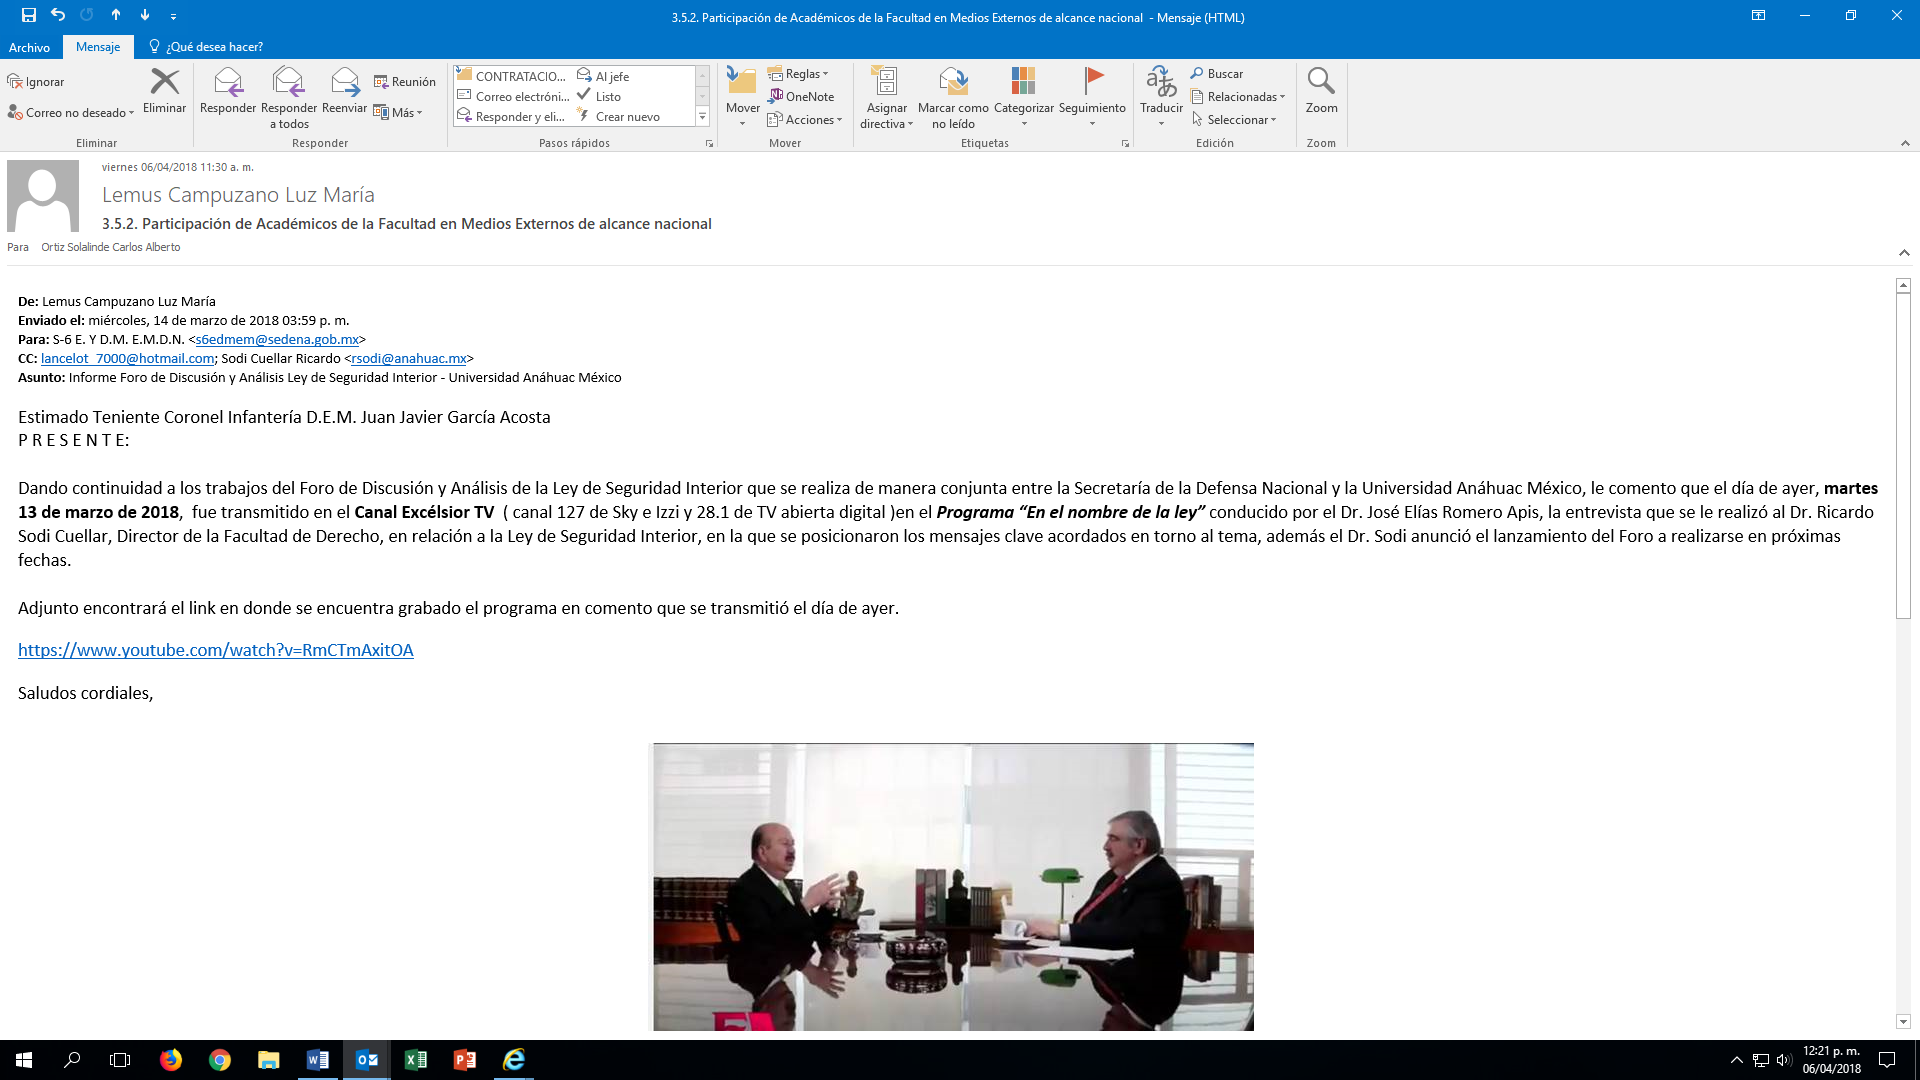 3.5.2. Participación de Académicos de la Facultad en Medios Externos de alcance nacional - Mensaje (HTML)
Archivo
Mensaje
¿Qué desea hacer?
Ignorar
Correo no deseado
Eliminar
Eliminar
Responder
Responder a todos
Reenviar
Reunión
Más
Responder
CONTRATACIO...
Correo electróni...
Responder y eli...
Al jefe
Listo
Crear nuevo
Pasos rápidos
Mover
Reglas
OneNote
Acciones
Mover
Asignar directiva
Marcar como no leído
Categorizar
Seguimiento
Etiquetas
Traducir
Buscar
Relacionadas
Seleccionar
Edición
Zoom
Zoom
viernes 06/04/2018 11:30 a. m.
Lemus Campuzano Luz María
3.5.2. Participación de Académicos de la Facultad en Medios Externos de alcance nacional
Para Ortiz Solalinde Carlos Alberto
De: Lemus Campuzano Luz María
Enviado el: miércoles, 14 de marzo de 2018 03:59 p. m.
Para: S-6 E. Y D.M. E.M.D.N. <s6edmem@sedena.gob.mx>
CC: lancelot_7000@hotmail.com; Sodi Cuellar Ricardo <rsodi@anahuac.mx>
Asunto: Informe Foro de Discusión y Análisis Ley de Seguridad Interior - Universidad Anáhuac México
Estimado Teniente Coronel Infantería D.E.M. Juan Javier García Acosta
P R E S E N T E:
Dando continuidad a los trabajos del Foro de Discusión y Análisis de la Ley de Seguridad Interior que se realiza de manera conjunta entre la Secretaría de la Defensa Nacional y la Universidad Anáhuac México, le comento que el día de ayer, martes
13 de marzo de 2018, fue transmitido en el Canal Excélsior TV ( canal 127 de Sky e Izzi y 28.1 de TV abierta digital )en el Programa “En el nombre de la ley” conducido por el Dr. José Elías Romero Apis, la entrevista que se le realizó al Dr. Ricardo
Sodi Cuellar, Director de la Facultad de Derecho, en relación a la Ley de Seguridad Interior, en la que se posicionaron los mensajes clave acordados en torno al tema, además el Dr. Sodi anunció el lanzamiento del Foro a realizarse en próximas
fechas.
Adjunto encontrará el link en donde se encuentra grabado el programa en comento que se transmitió el día de ayer.
https://www.youtube.com/watch?v=RmCTmAxitOA
Saludos cordiales,
12:21 p. m.
06/04/2018